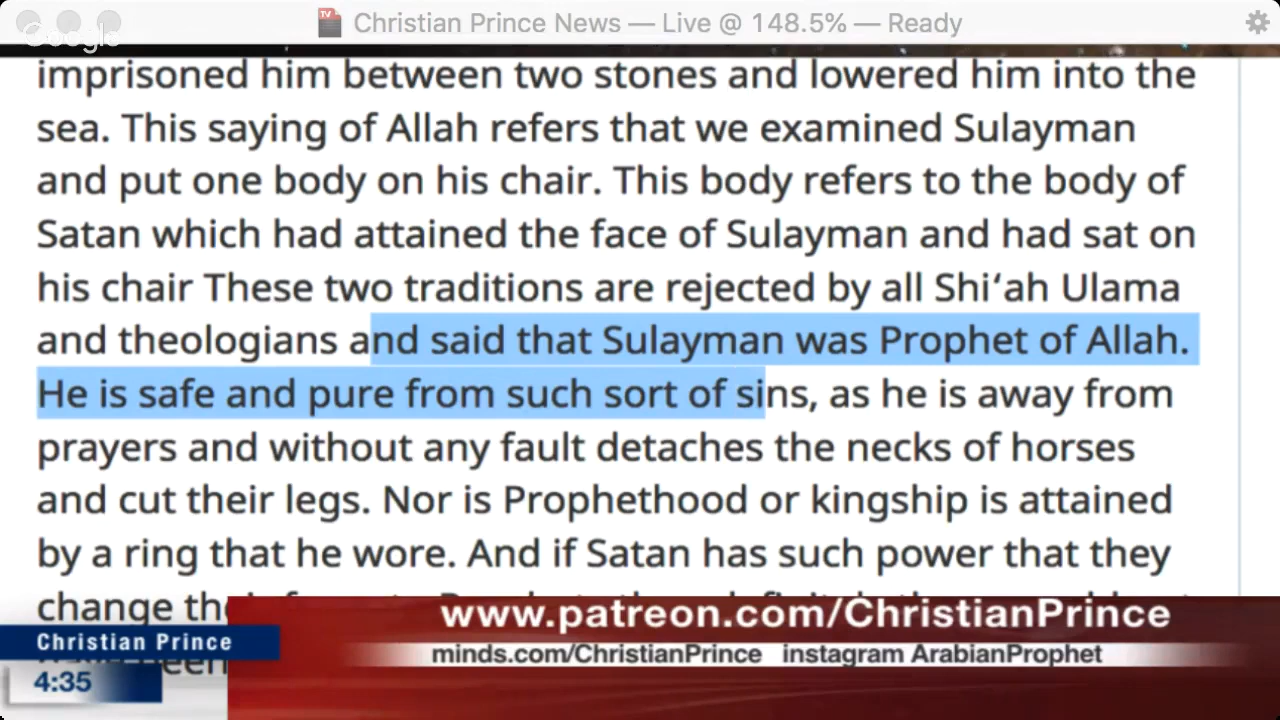 Christian Prince News — Live @ 148.5% — Ready
Google
imprisoned him between two stones and lowered him into the
sea. This saying of Allah refers that we examined Sulayman
and put one body on his chair. This body refers to the body of
Satan which had attained the face of Sulayman and had sat on
his chair These two traditions are rejected by all Shi‘ah Ulama
and theologians and said that Sulayman was Prophet of Allah.
He is safe and pure from such sort of sins, as he is away from
prayers and without any fault detaches the necks of horses
and cut their legs. Nor is Prophethood or kingship is attained
by a ring that he wore. And if Satan has such power that they
change
www.patreon.com/ChristianPrince
Christian Prince
minds.com/ChristianPrince instagram ArabianProphet
4:35